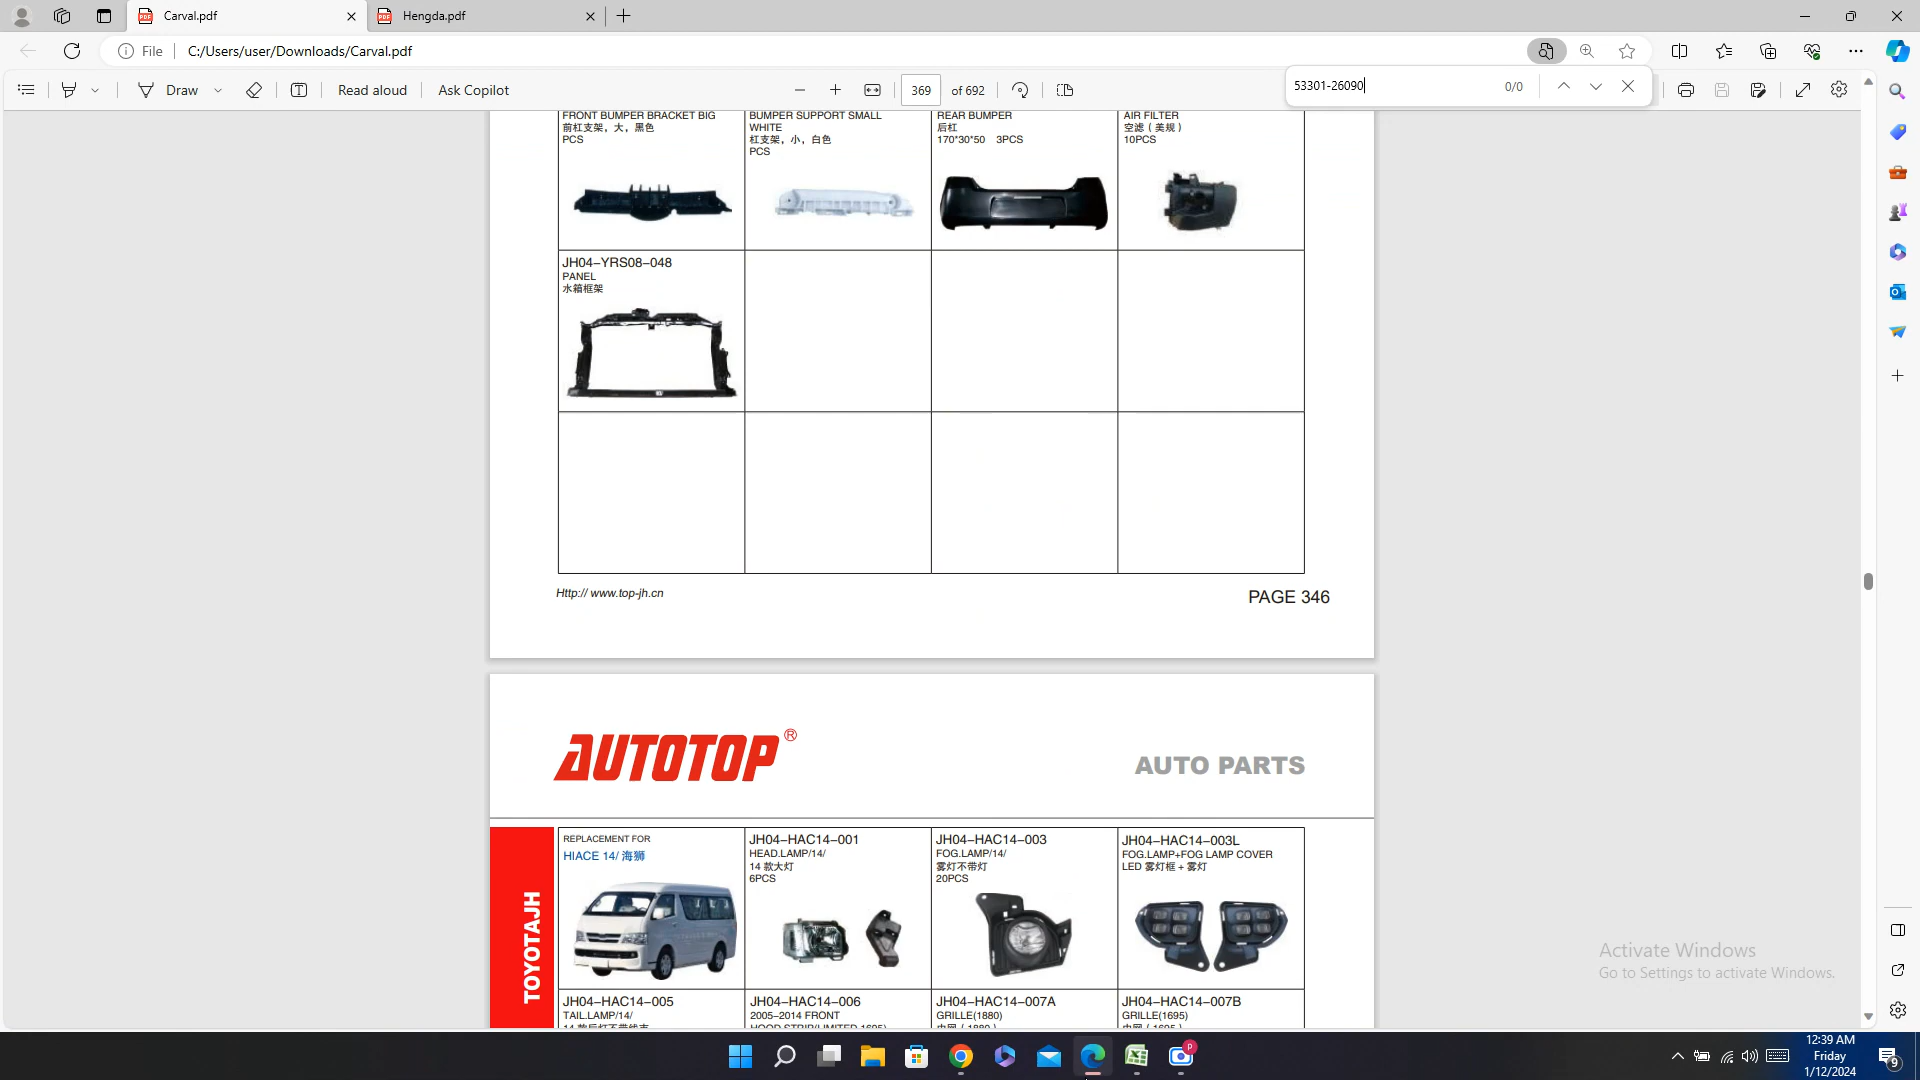 Carval.pdf
Hengda.pdf
File
C:/Users/user/Downloads/Carval.pdf
Draw
Read aloud
Ask Copilot
369
of 692
53301-26090
0/0
FRONT BUMPER BRACKET BIG
前杠支架，大，黑色
PCS
BUMPER SUPPORT SMALL
WHITE
杠支架，小，白色
PCS
REAR BUMPER
后杠
170*30*50 3PCS
AIR FILTER
空滤（美规）
10PCS
JH04-YRS08-048
PANEL
水箱框架
Http:// www.top-jh.cn
PAGE 346
AUTOTOP®
AUTO PARTS
TOYOTAJH
REPLACEMENT FOR
HIACE 14/ 海狮
JH04-HAC14-001
HEAD.LAMP/14/
14 款大灯
6PCS
JH04-HAC14-003
FOG.LAMP/14/
雾灯不带灯
20PCS
JH04-HAC14-003L
FOG.LAMP+FOG LAMP COVER
LED 雾灯框 + 雾灯
JH04-HAC14-005
TAIL.LAMP/14/
JH04-HAC14-006
2005-2014 FRONT
HOOD STRIP(LIMITED 1695)
JH04-HAC14-007A
GRILLE(1880)
JH04-HAC14-007B
GRILLE(1695)
Activate Windows
Go to Settings to activate Windows.
P
12:39 AM
Friday
1/12/2024
9